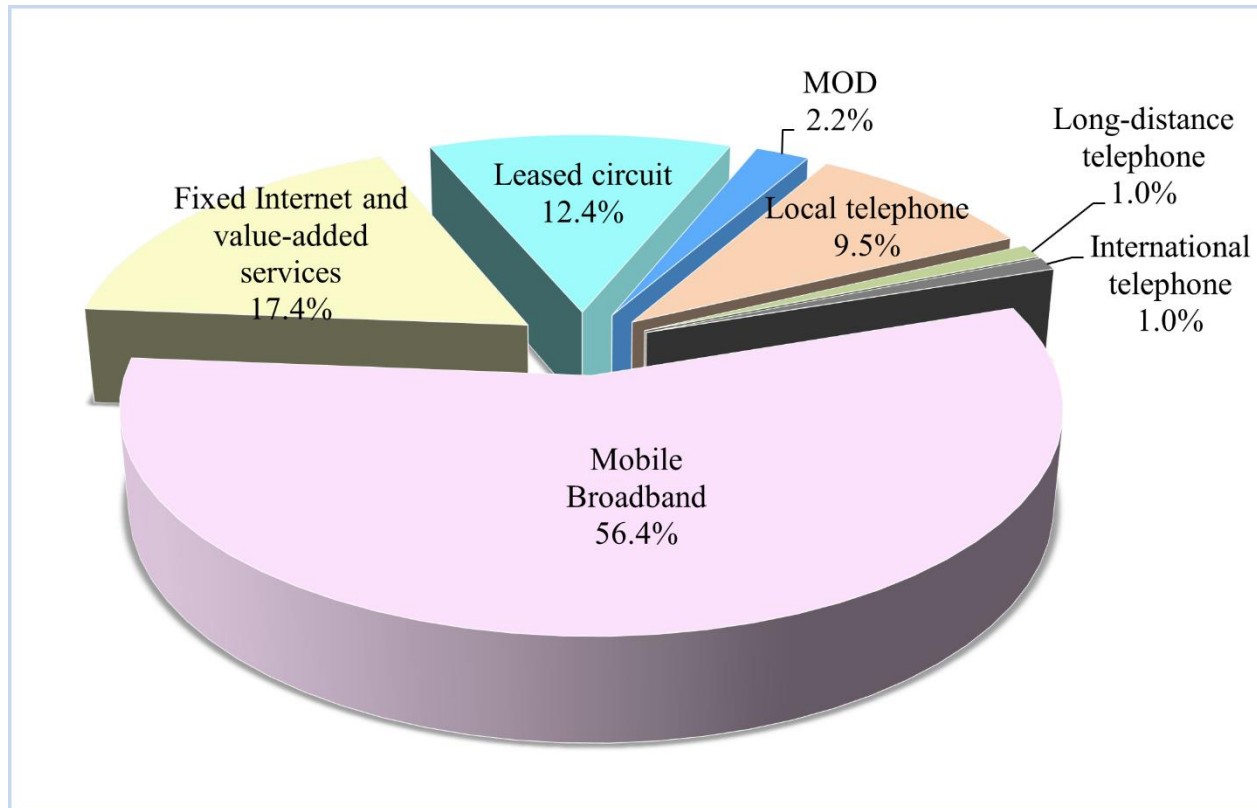 MOD
2.2%
Long-distance
telephone
1.0%
Leased circuit
12.4%
Fixed Internet and
value-added
services
17.4%
Local telephone
9.5%
International
telephone
1.0%
Mobile
Broadband
56.4%